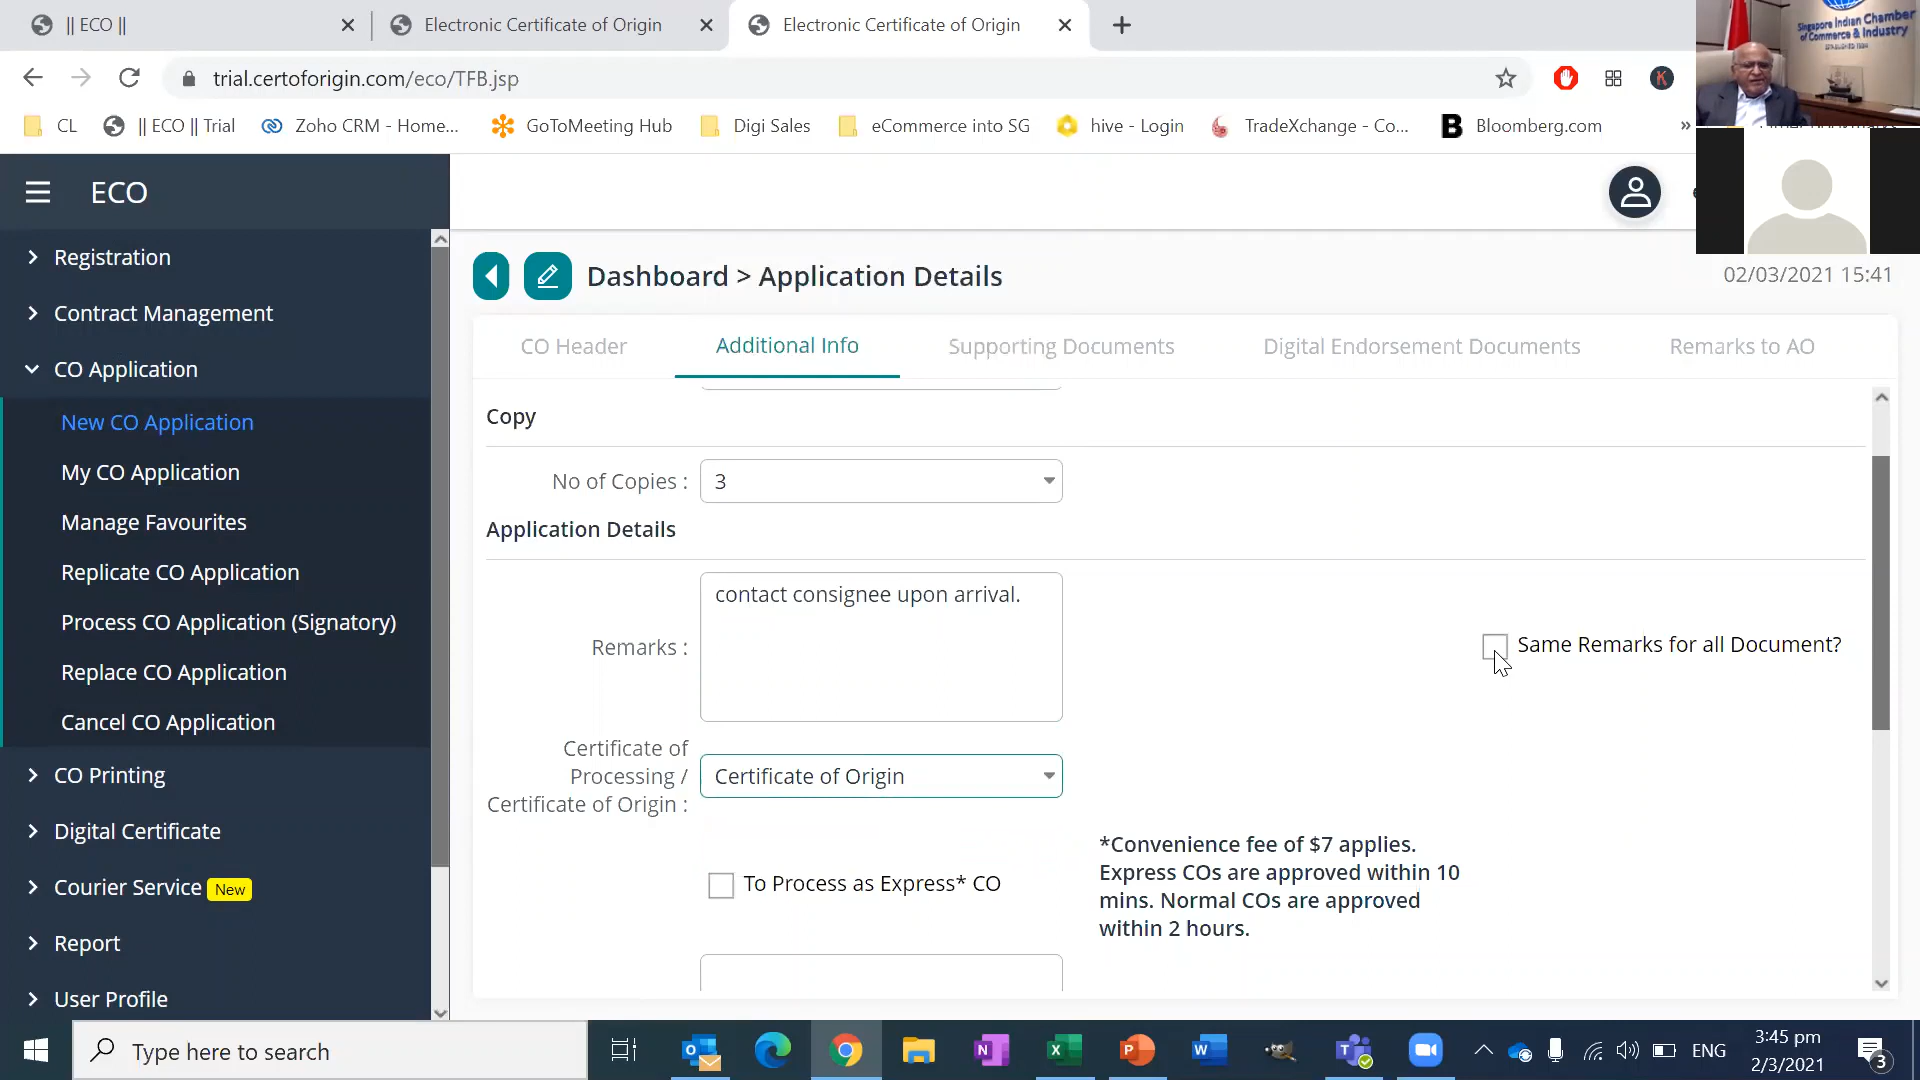 || ECO ||
Electronic Certificate of Origin
Electronic Certificate of Origin
trial.certoforigin.com/eco/TFB.jsp
K
CL
|| ECO || Trial
Zoho CRM - Home...
GoToMeeting Hub
Digi Sales
eCommerce into SG
hive - Login
TradeXchange - Co...
B
Bloomberg.com
»
Singapore Indian Chamber
of Commerce & Industry
ECO
Registration
Contract Management
CO Application
New CO Application
My CO Application
Manage Favourites
Replicate CO Application
Process CO Application (Signatory)
Replace CO Application
Cancel CO Application
CO Printing
Digital Certificate
Courier Service New
Report
User Profile
Dashboard > Application Details
02/03/2021 15:41
CO Header
Additional Info
Supporting Documents
Digital Endorsement Documents
Remarks to AO
Copy
No of Copies : 3
Application Details
Remarks :
contact consignee upon arrival.
Same Remarks for all Document?
Certificate of
Processing /
Certificate of Origin :
Certificate of Origin
To Process as Express* CO
*Convenience fee of $7 applies.
Express COs are approved within 10
mins. Normal COs are approved
within 2 hours.
Type here to search
ENG
3:45 pm
2/3/2021
3